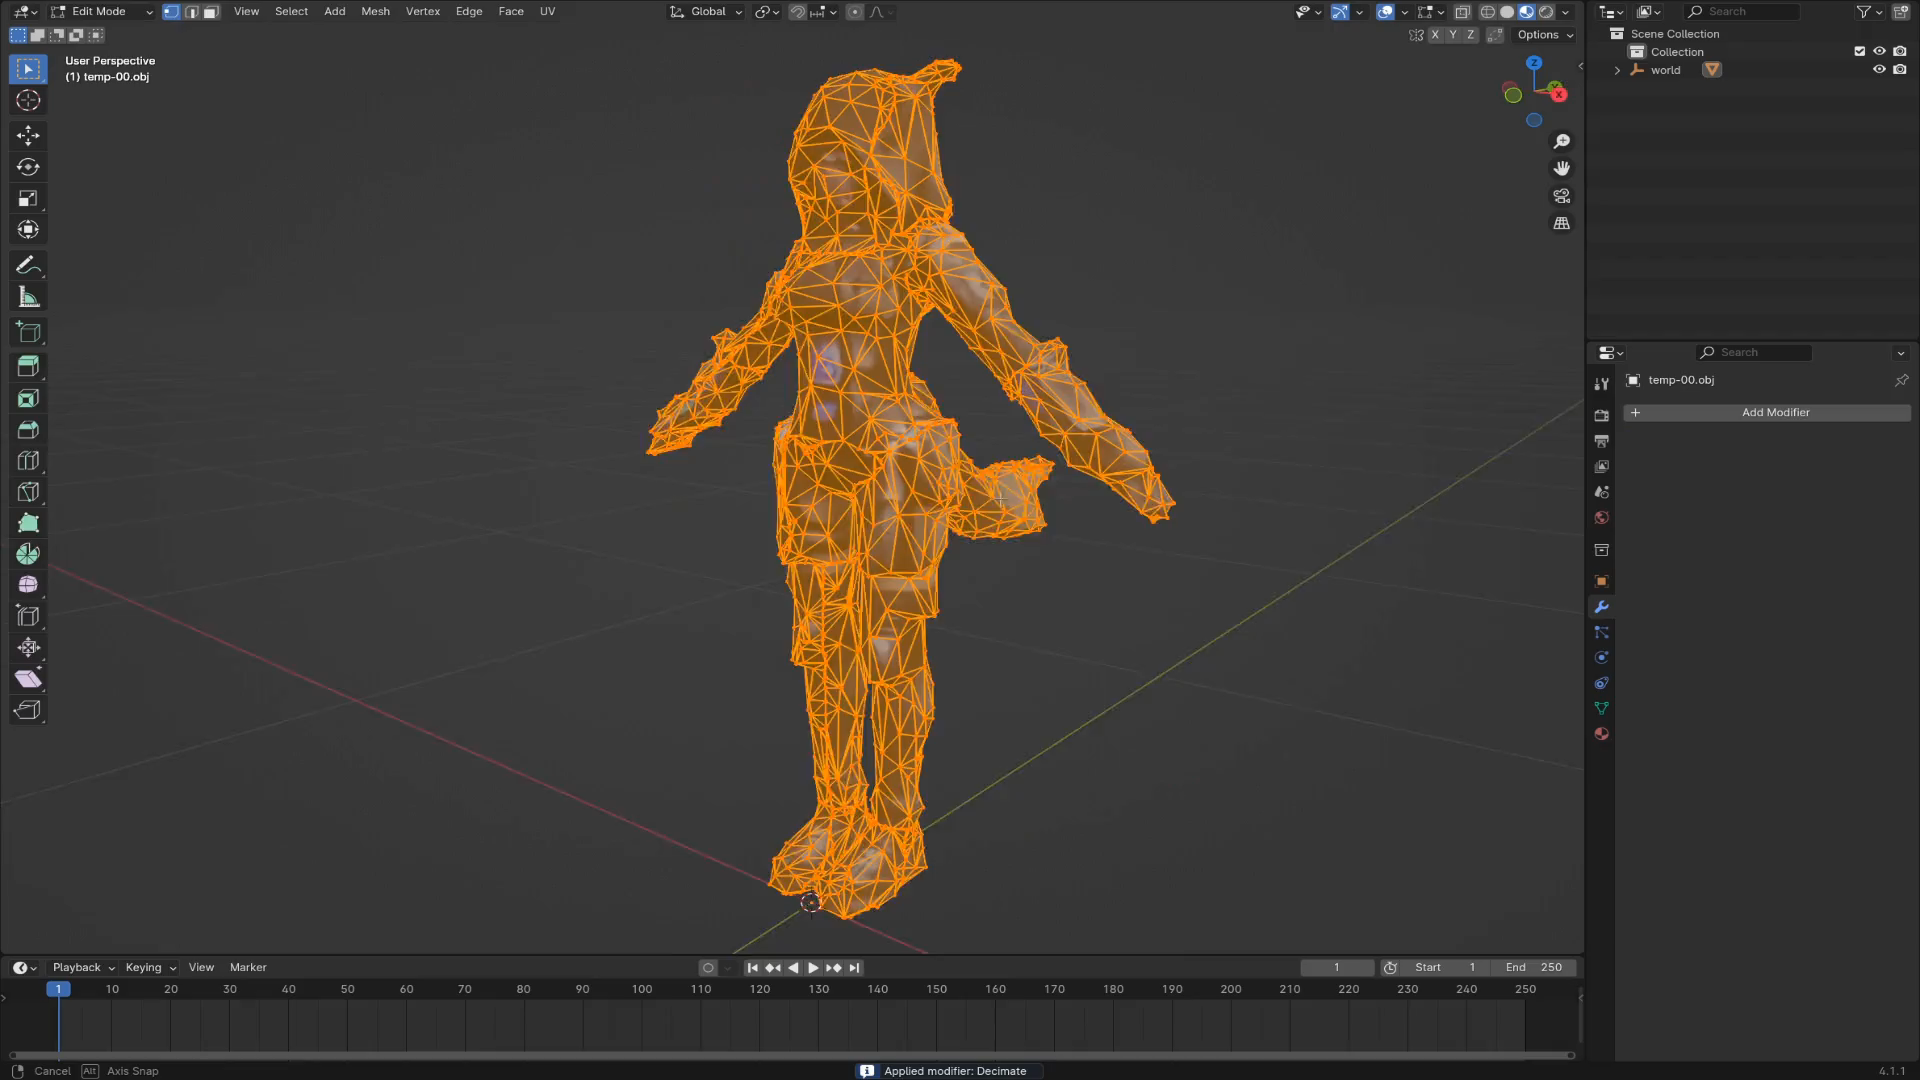 Edit Mode View Select Add Mesh Vertex Edge Face UV Global Search
X Y Z Options
User Perspective
(1) temp-00.obj
Z
X
Scene Collection
Collection
world
Search
temp-00.obj
+ Add Modifier
Playback Keying View Marker 1 Start 1 End 250
1 10 20 30 40 50 60 70 80 90 100 110 120 130 140 150 160 170 180 190 200 210 220 230 240 250
Cancel Alt Axis Snap Applied modifier: Decimate 4.1.1